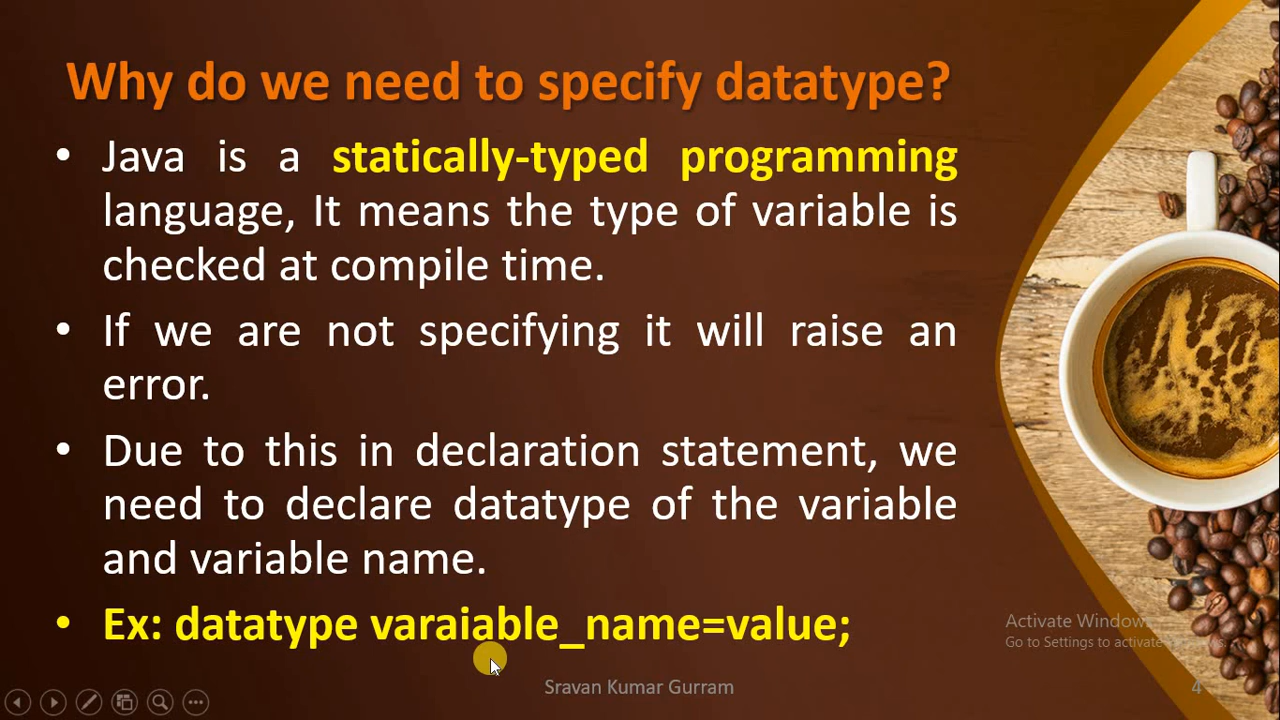 Why do we need to specify datatype?
• Java is a statically-typed programming
language, It means the type of variable is
checked at compile time.
• If we are not specifying it will raise an
error.
• Due to this in declaration statement, we
need to declare datatype of the variable
and variable name.
• Ex: datatype varaiable_name=value;
Activate Windows
Go to Settings to activate
Sravan Kumar Gurram
4